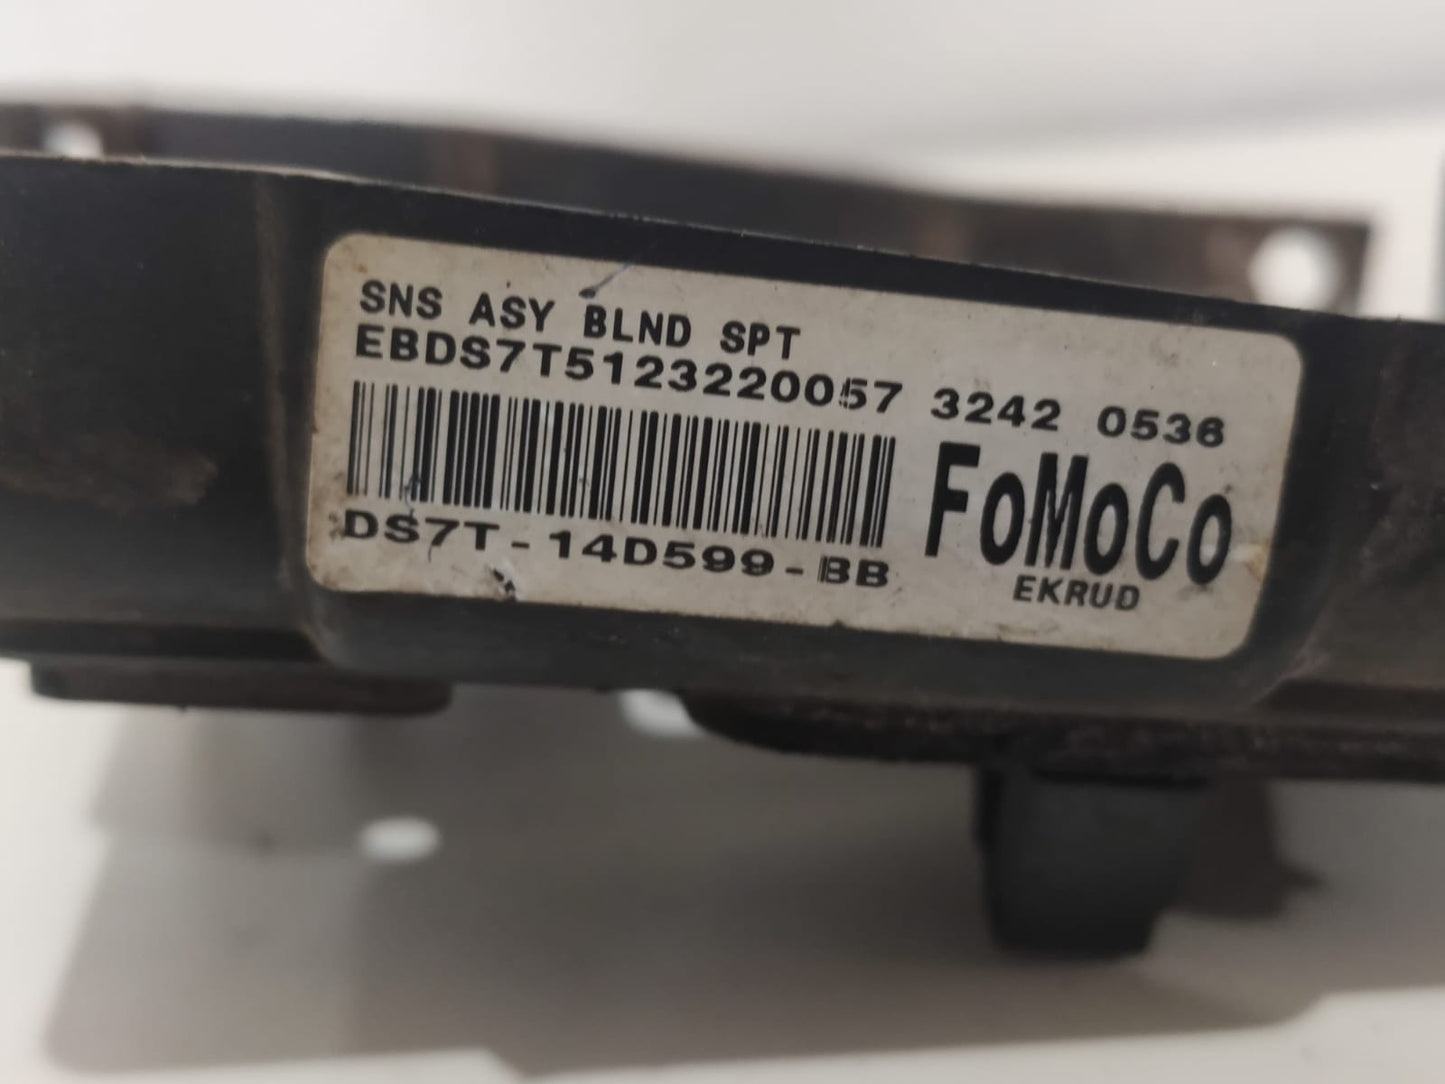 SNS ASY BLND SPT
EBDS7T5123220057 3242 0536
FoMoCo
DS7T-14D599-BB
EKRUD